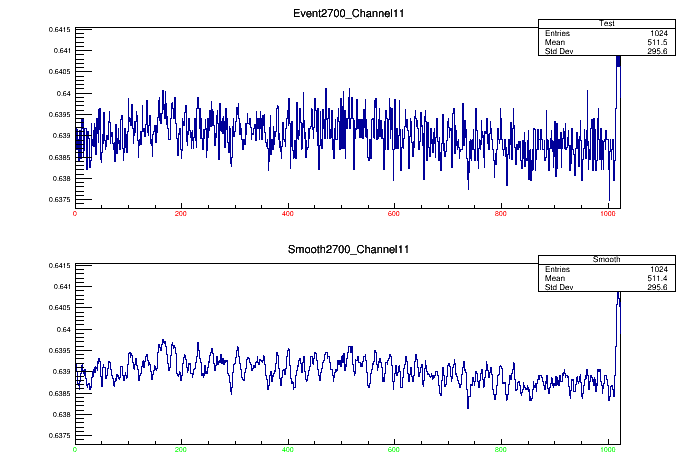 Event2700_Channel11
Test
Entries 1024
Mean 511.5
Std Dev 295.6
0.6415
0.641
0.6405
0.64
0.6395
0.639
0.6385
0.638
0.6375
0 200 400 600 800 1000
Smooth2700_Channel11
Smooth
Entries 1024
Mean 511.4
Std Dev 295.6
0.6415
0.641
0.6405
0.64
0.6395
0.639
0.6385
0.638
0.6375
0 200 400 600 800 1000